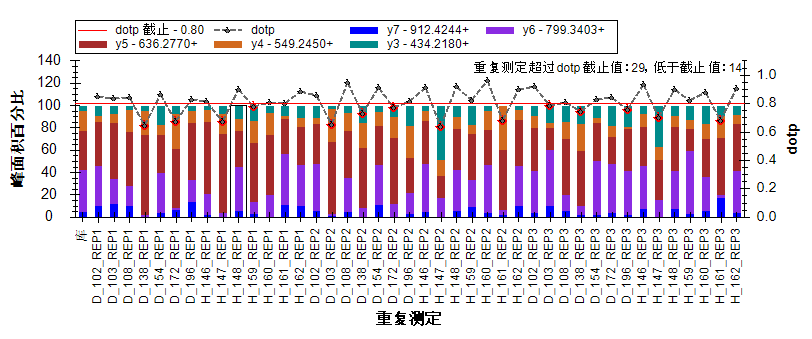 dotp 截止 - 0.80
dotp
y7 - 912.4244+
y6 - 799.3403+
y5 - 636.2770+
y4 - 549.2450+
y3 - 434.2180+
重复测定超过dotp截止值:29, 低于截止值:14
峰面积百分比
140
120
100
80
60
40
20
0
1.0
0.8
0.6
0.4
0.2
0.0
dotp
库
D_102_REP1
D_103_REP1
D_108_REP1
D_138_REP1
D_154_REP1
D_172_REP1
D_196_REP1
H_146_REP1
H_147_REP1
H_148_REP1
H_159_REP1
H_160_REP1
H_161_REP1
H_162_REP1
D_102_REP2
D_103_REP2
D_108_REP2
D_138_REP2
D_154_REP2
D_172_REP2
D_196_REP2
H_146_REP2
H_147_REP2
H_148_REP2
H_159_REP2
H_160_REP2
H_161_REP2
H_162_REP2
D_102_REP3
D_103_REP3
D_108_REP3
D_138_REP3
D_154_REP3
D_172_REP3
D_196_REP3
H_146_REP3
H_147_REP3
H_148_REP3
H_159_REP3
H_160_REP3
H_161_REP3
H_162_REP3
重复测定